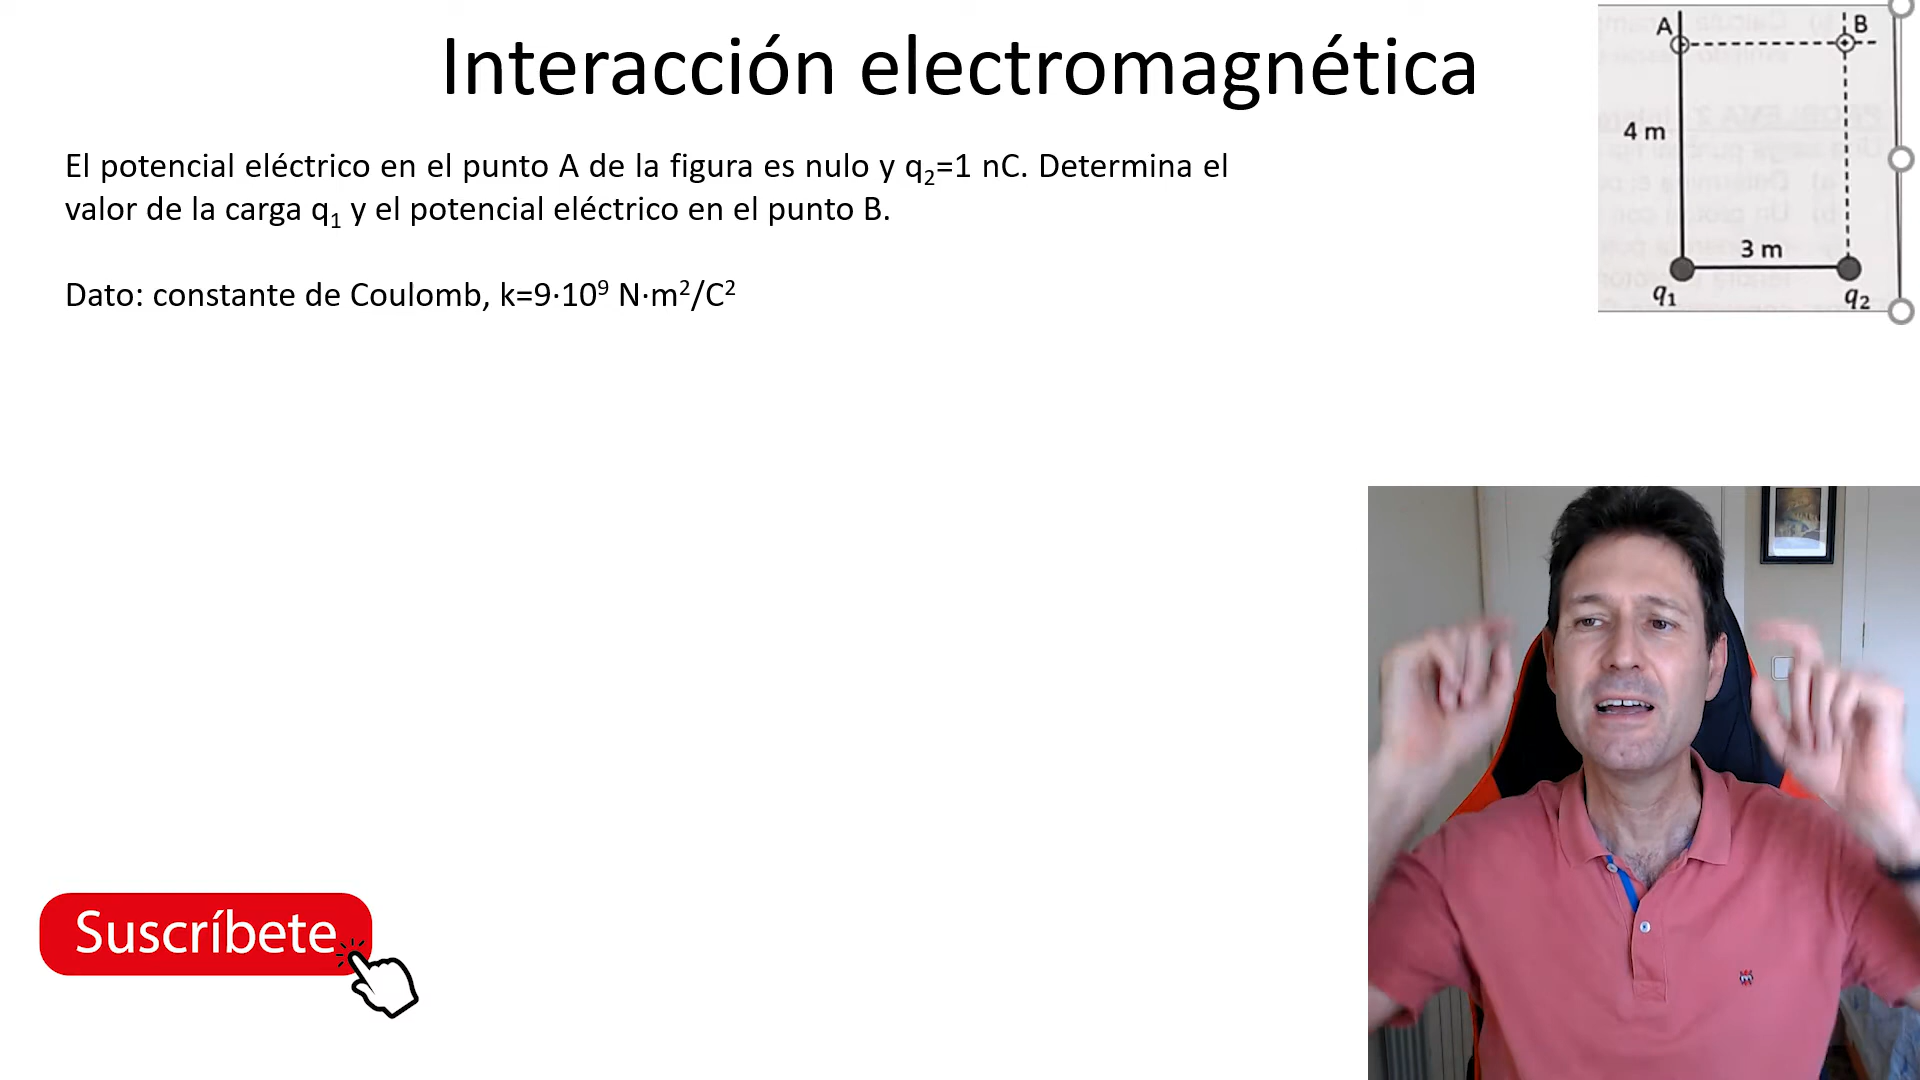 Interacción electromagnética
El potencial eléctrico en el punto A de la figura es nulo y q₂=1 nC. Determina el
valor de la carga q₁ y el potencial eléctrico en el punto B.
Dato: constante de Coulomb, k=9·10⁹ N·m²/C²
A
B
4 m
3 m
q₁
q₂
Suscríbete